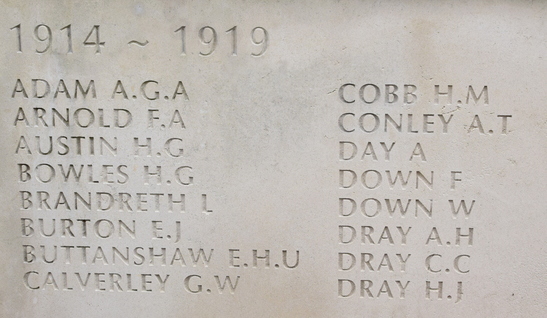 1914 ~ 1919
ADAM A.G.A
ARNOLD F.A
AUSTIN H.G
BOWLES H.G
BRANDRETH L
BURTON E.J
BUTTANSHAW E.H.U
CALVERLEY G.W
COBB H.M
CONLEY A.T
DAY A
DOWN F
DOWN W
DRAY A.H
DRAY C.C
DRAY H.J